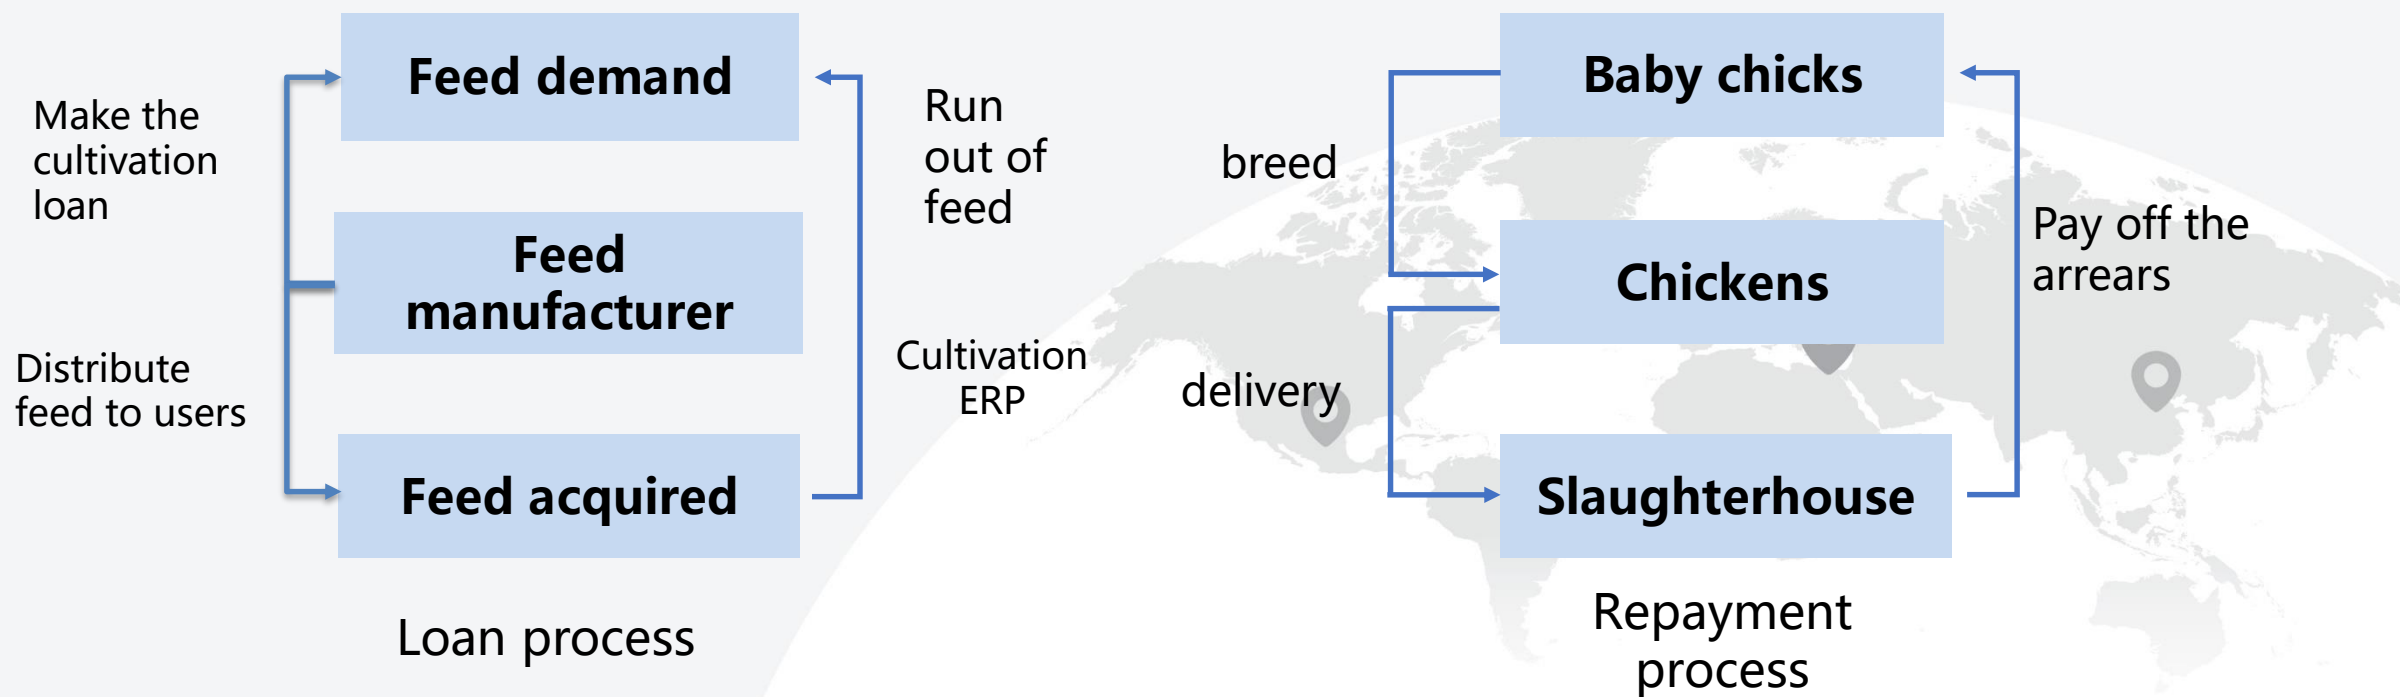 Feed demand
Make the
cultivation
loan
Run
out of
feed
Feed
manufacturer
Distribute
feed to users
Cultivation
ERP
Feed acquired
Loan process
Baby chicks
breed
Chickens
Pay off the
arrears
delivery
Slaughterhouse
Repayment
process